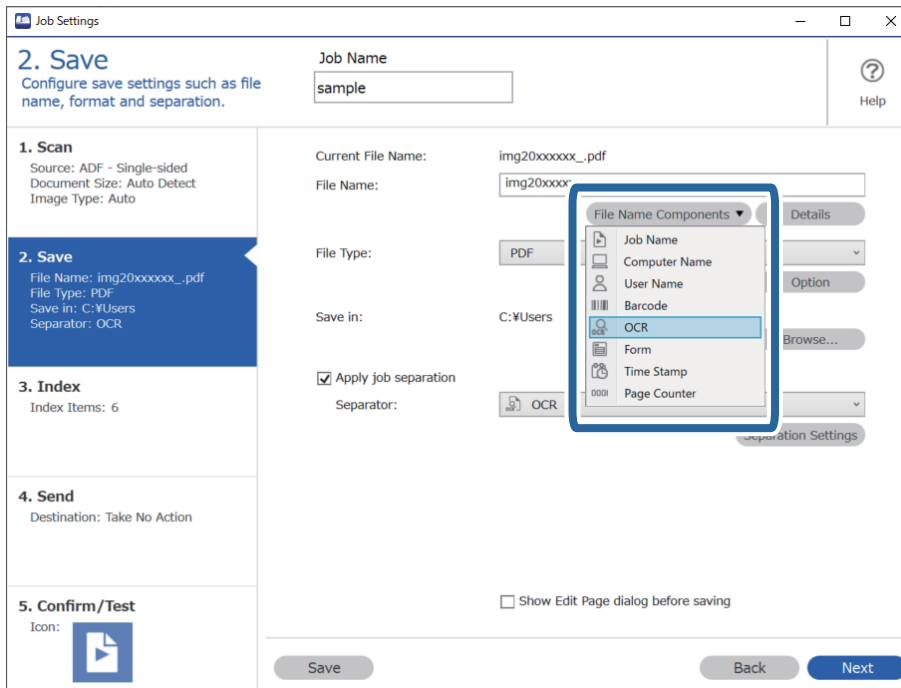 Job Settings
2. Save
Configure save settings such as file
name, format and separation.
Job Name
sample
Help
1. Scan
Source: ADF - Single-sided
Document Size: Auto Detect
Image Type: Auto
2. Save
File Name: img20xxxxxx_.pdf
File Type: PDF
Save in: C:¥Users
Separator: OCR
3. Index
Index Items: 6
4. Send
Destination: Take No Action
5. Confirm/Test
Icon:
Current File Name: img20xxxxxx_.pdf
File Name: img20xxxx
File Name Components ▼ Details
Job Name
Computer Name
User Name
Barcode
OCR
Form
Time Stamp
0001 Page Counter
File Type: PDF
Option
Save in: C:¥Users
Browse...
Apply job separation
Separator: OCR
Separation Settings
Show Edit Page dialog before saving
Save Back Next